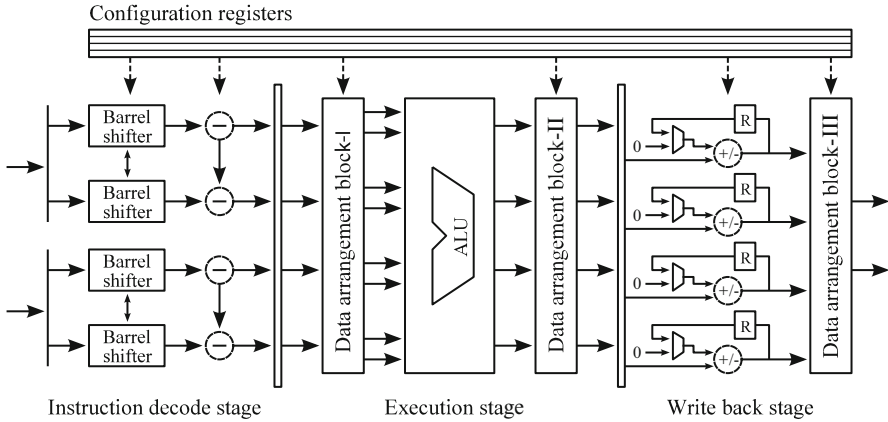 Configuration registers
Barrel
shifter
−
Barrel
shifter
−
Barrel
shifter
−
Barrel
shifter
−
Data arrangement block-I
ALU
Data arrangement block-II
0
R
+/-
0
R
+/-
0
R
+/-
0
R
+/-
Data arrangement block-III
Instruction decode stage
Execution stage
Write back stage